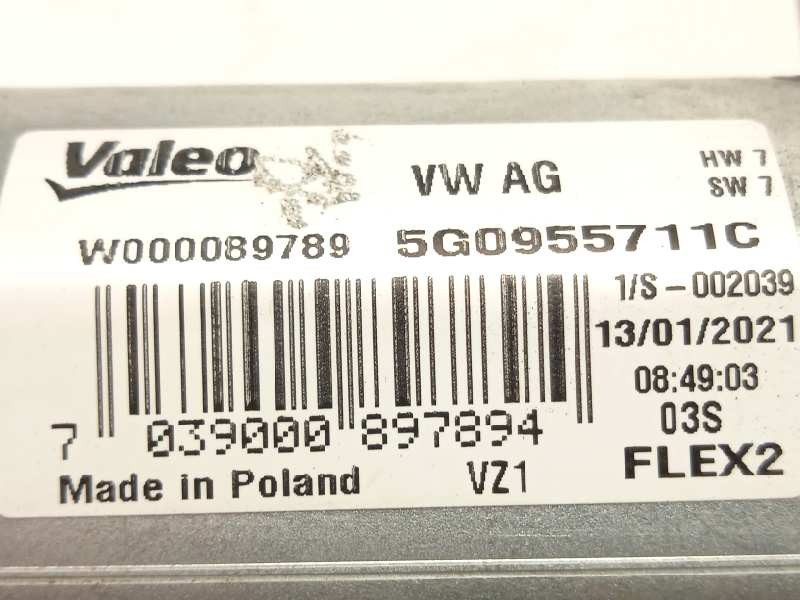 Valeo VW AG HW 7
SW 7
W000089789 5G0955711C
1/S-002039
13/01/2021
08:49:03
7 039000 897894 03S
Made in Poland VZ1 FLEX2